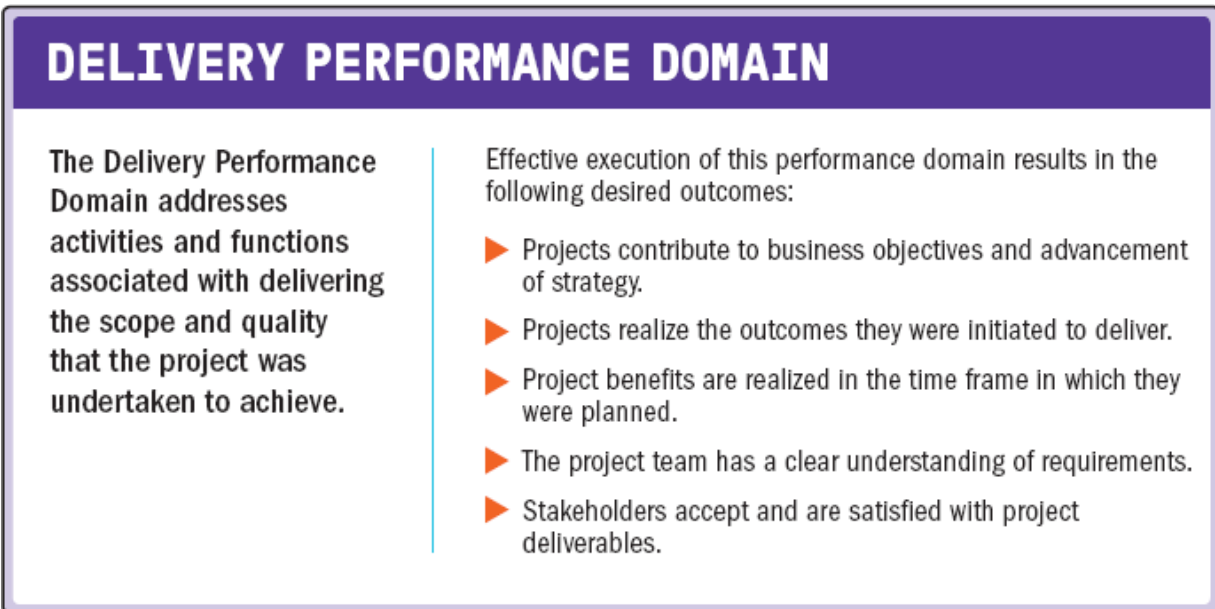 DELIVERY PERFORMANCE DOMAIN
The Delivery Performance
Domain addresses
activities and functions
associated with delivering
the scope and quality
that the project was
undertaken to achieve.
Effective execution of this performance domain results in the
following desired outcomes:
Projects contribute to business objectives and advancement
of strategy.
Projects realize the outcomes they were initiated to deliver.
Project benefits are realized in the time frame in which they
were planned.
The project team has a clear understanding of requirements.
Stakeholders accept and are satisfied with project
deliverables.